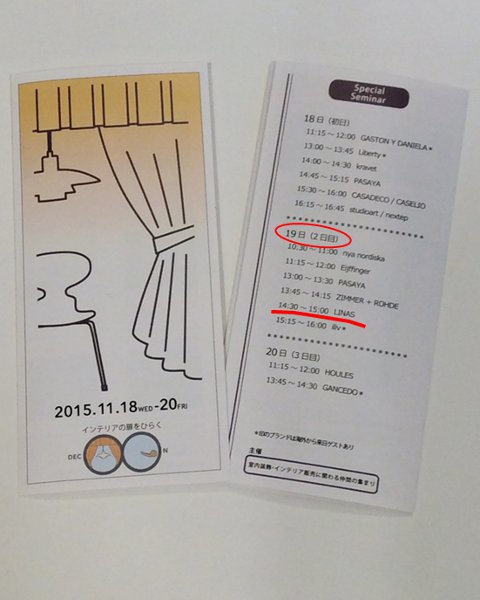 2015.11.18WED-20FRI
インテリアの扉をひらく
DEC
N
Special
Seminar
18日 (初日)
11:15～12:00 GASTON Y DANIELA＊
13:00～13:45 Liberty＊
14:00～14:30 kravet
14:45～15:15 PASAYA
15:30～16:00 CASADECO / CASELIO
16:15～16:45 studioart / nextep
19日 (2日目)
10:30～11:00 nya nordiska
11:15～12:00 Eijffinger
13:00～13:30 PASAYA
13:45～14:15 ZIMMER + ROHDE
14:30～15:00 LINAS
15:15～16:00 iliv＊
20日 (3日目)
11:15～12:00 HOULES
13:45～14:30 GANCEDO＊
＊印のブランドは海外から来日ゲストあり
主催
室内装飾・インテリア販売に関わる仲間の集まり